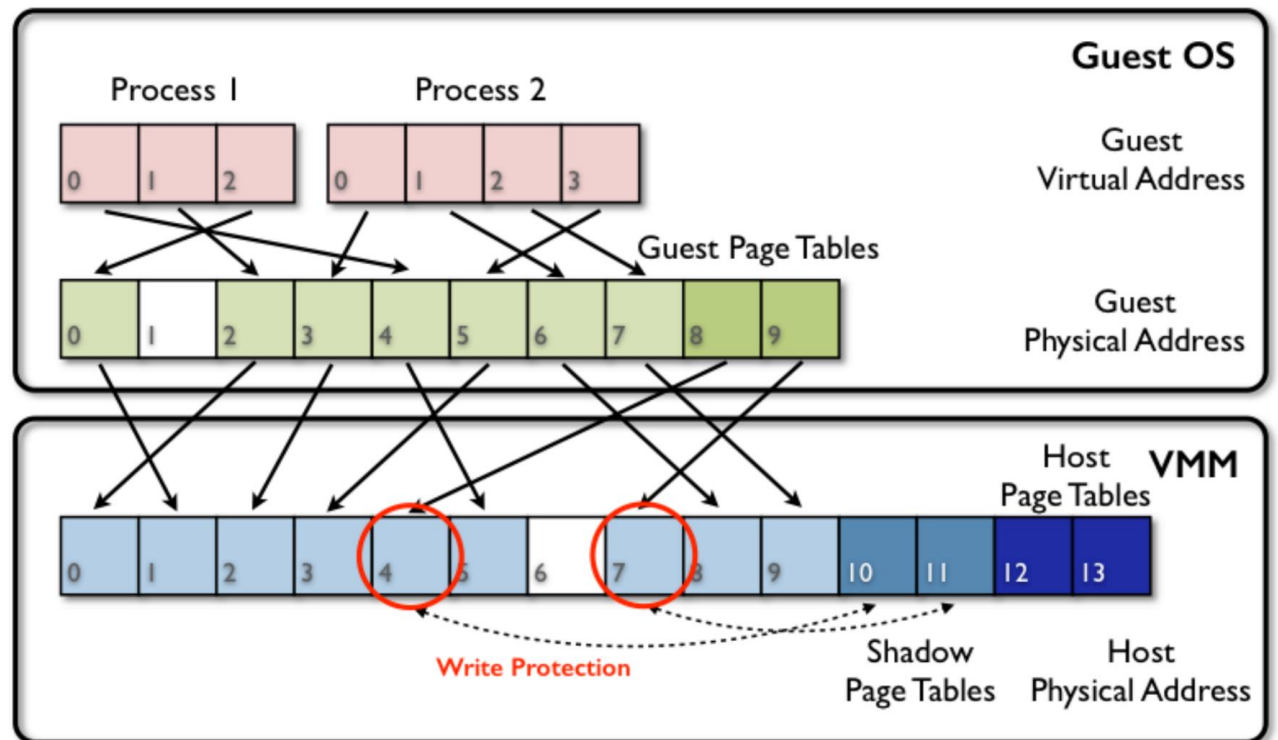 Guest OS
Process 1
Process 2
Guest
Virtual Address
0 1 2
0 1 2 3
Guest Page Tables
Guest
Physical Address
0 1 2 3 4 5 6 7 8 9
Host
Page Tables
VMM
0 1 2 3 4 5 6 7 8 9 10 11 12 13
Write Protection
Shadow
Page Tables
Host
Physical Address